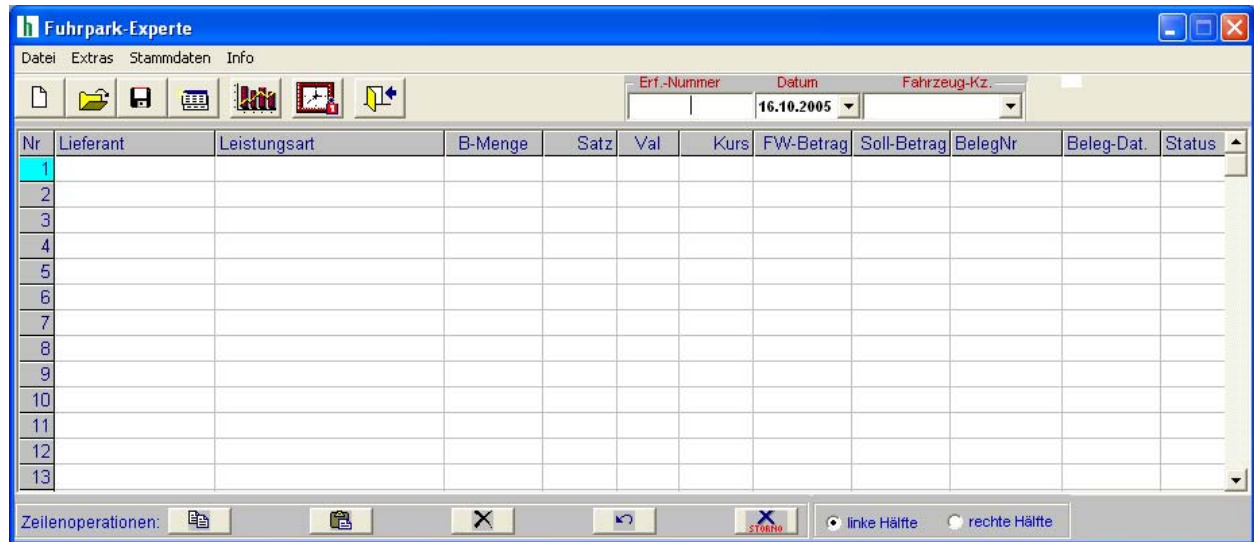 Fuhrpark-Experte
Datei Extras Stammdaten Info
Erf.-Nummer Datum Fahrzeug-Kz.
16.10.2005
Nr Lieferant Leistungsart B-Menge Satz Val Kurs FW-Betrag Soll-Betrag BelegNr Beleg-Dat. Status
1
2
3
4
5
6
7
8
9
10
11
12
13
Zeilenoperationen: STORNO linke Hälfte rechte Hälfte